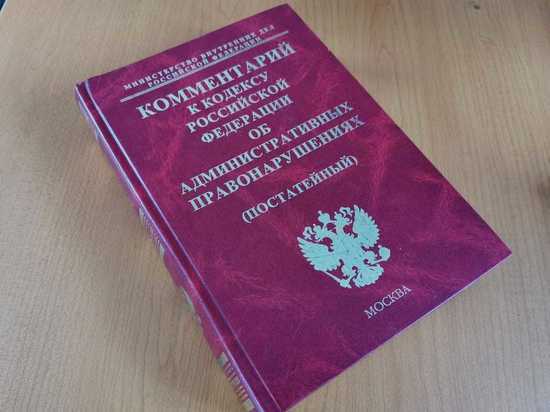 МИНИСТЕРСТВО ВНУТРЕННИХ ДЕЛ
РОССИЙСКОЙ ФЕДЕРАЦИИ
КОММЕНТАРИЙ
К КОДЕКСУ
РОССИЙСКОЙ
ФЕДЕРАЦИИ
ОБ
АДМИНИСТРАТИВНЫХ
ПРАВОНАРУШЕНИЯХ
(ПОСТАТЕЙНЫЙ)
МОСКВА